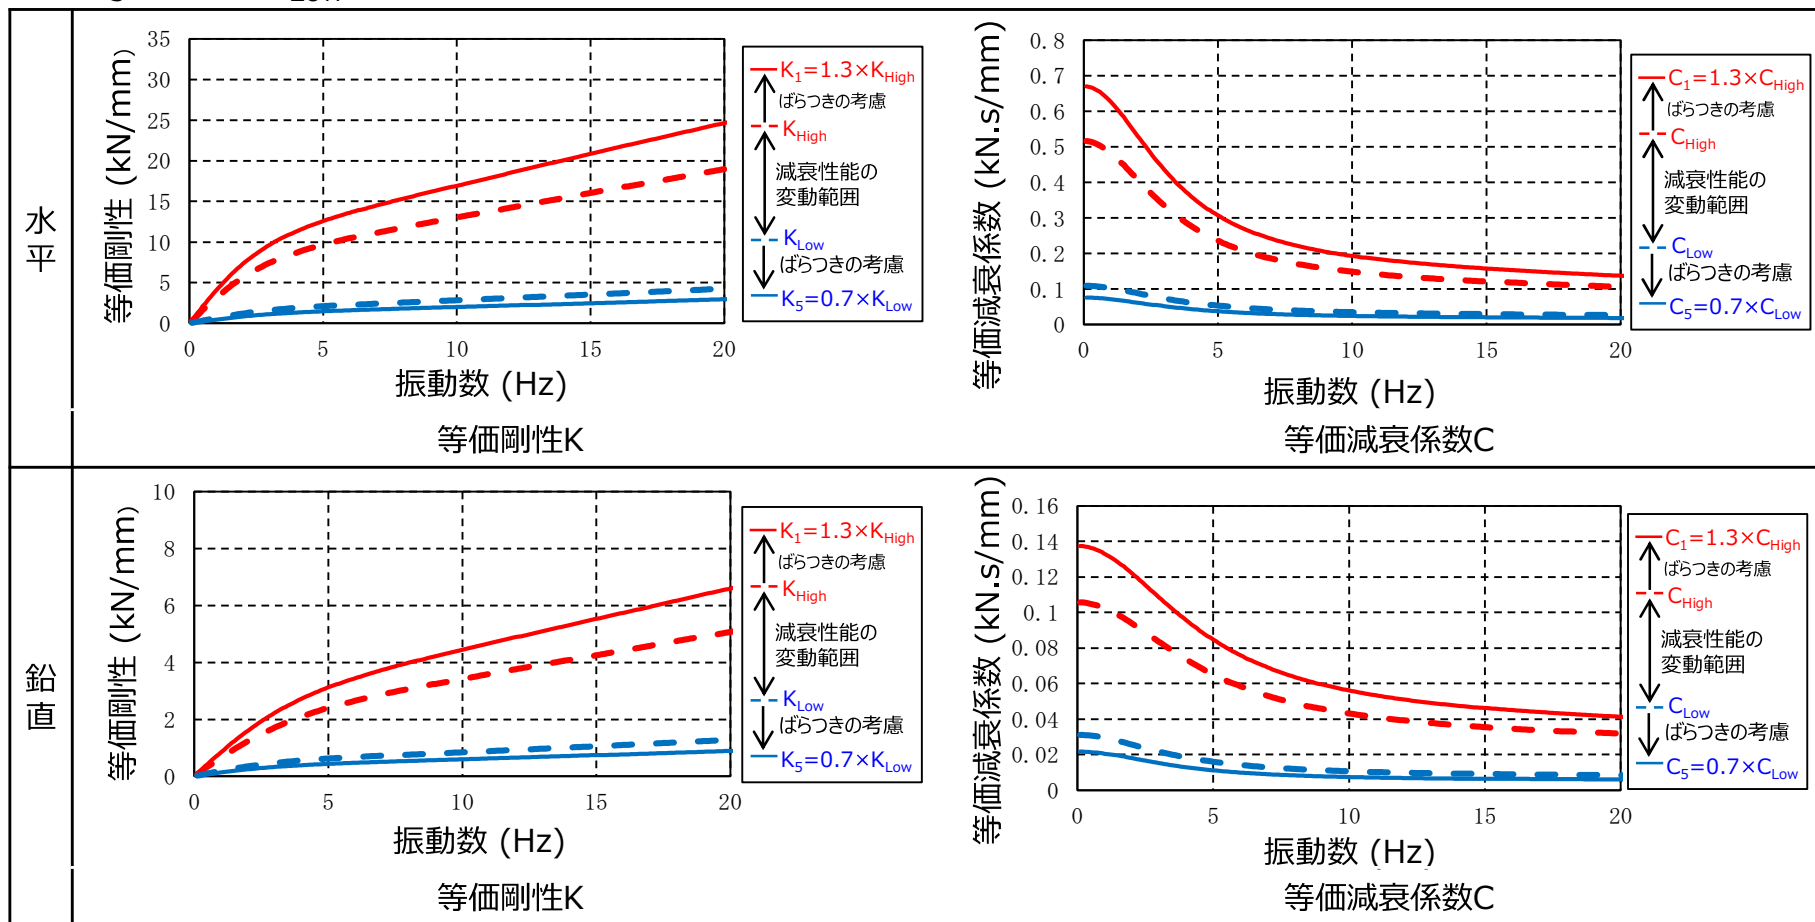 水
平
35
30
25
20
15
10
5
0
0
5
10
15
20
等価剛性 (kN/mm)
振動数 (Hz)
K1=1.3×KHigh
ばらつきの考慮
KHigh
減衰性能の
変動範囲
KLow
ばらつきの考慮
K5=0.7×KLow
等価剛性K
0.8
0.7
0.6
0.5
0.4
0.3
0.2
0.1
0
0
5
10
15
20
等価減衰係数 (kN.s/mm)
振動数 (Hz)
C1=1.3×CHigh
ばらつきの考慮
CHigh
減衰性能の
変動範囲
CLow
ばらつきの考慮
C5=0.7×CLow
等価減衰係数C
鉛
直
10
8
6
4
2
0
0
5
10
15
20
等価剛性 (kN/mm)
振動数 (Hz)
K1=1.3×KHigh
ばらつきの考慮
KHigh
減衰性能の
変動範囲
KLow
ばらつきの考慮
K5=0.7×KLow
等価剛性K
0.16
0.14
0.12
0.1
0.08
0.06
0.04
0.02
0
0
5
10
15
20
等価減衰係数 (kN.s/mm)
振動数 (Hz)
C1=1.3×CHigh
ばらつきの考慮
CHigh
減衰性能の
変動範囲
CLow
ばらつきの考慮
C5=0.7×CLow
等価減衰係数C